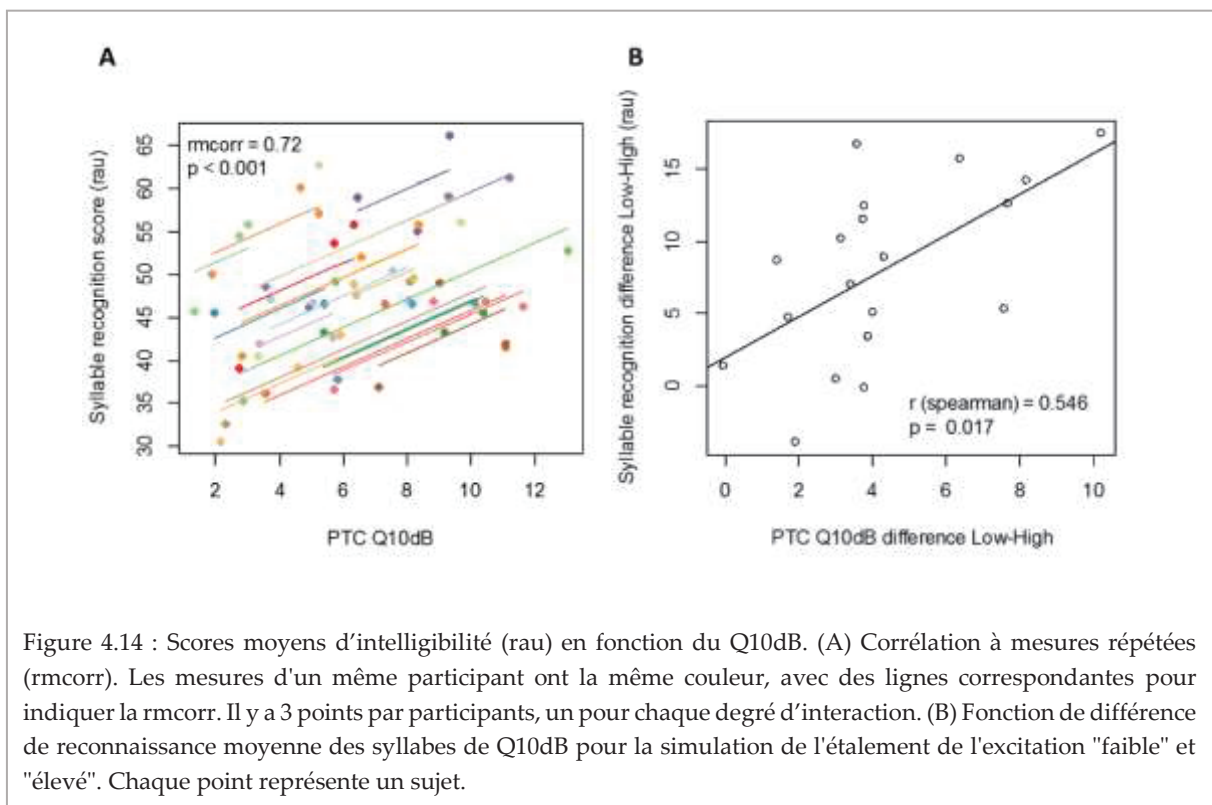 A
B
rmcorr = 0.72
p < 0.001
Syllable recognition score (rau)
30 35 40 45 50 55 60 65
2 4 6 8 10 12
PTC Q10dB
Syllable recognition difference Low-High (rau)
0 5 10 15
r (spearman) = 0.546
p = 0.017
0 2 4 6 8 10
PTC Q10dB difference Low-High
Figure 4.14 : Scores moyens d’intelligibilité (rau) en fonction du Q10dB. (A) Corrélation à mesures répétées
(rmcorr). Les mesures d'un même participant ont la même couleur, avec des lignes correspondantes pour
indiquer la rmcorr. Il y a 3 points par participants, un pour chaque degré d’interaction. (B) Fonction de différence
de reconnaissance moyenne des syllabes de Q10dB pour la simulation de l'étalement de l'excitation "faible" et
"élevé". Chaque point représente un sujet.